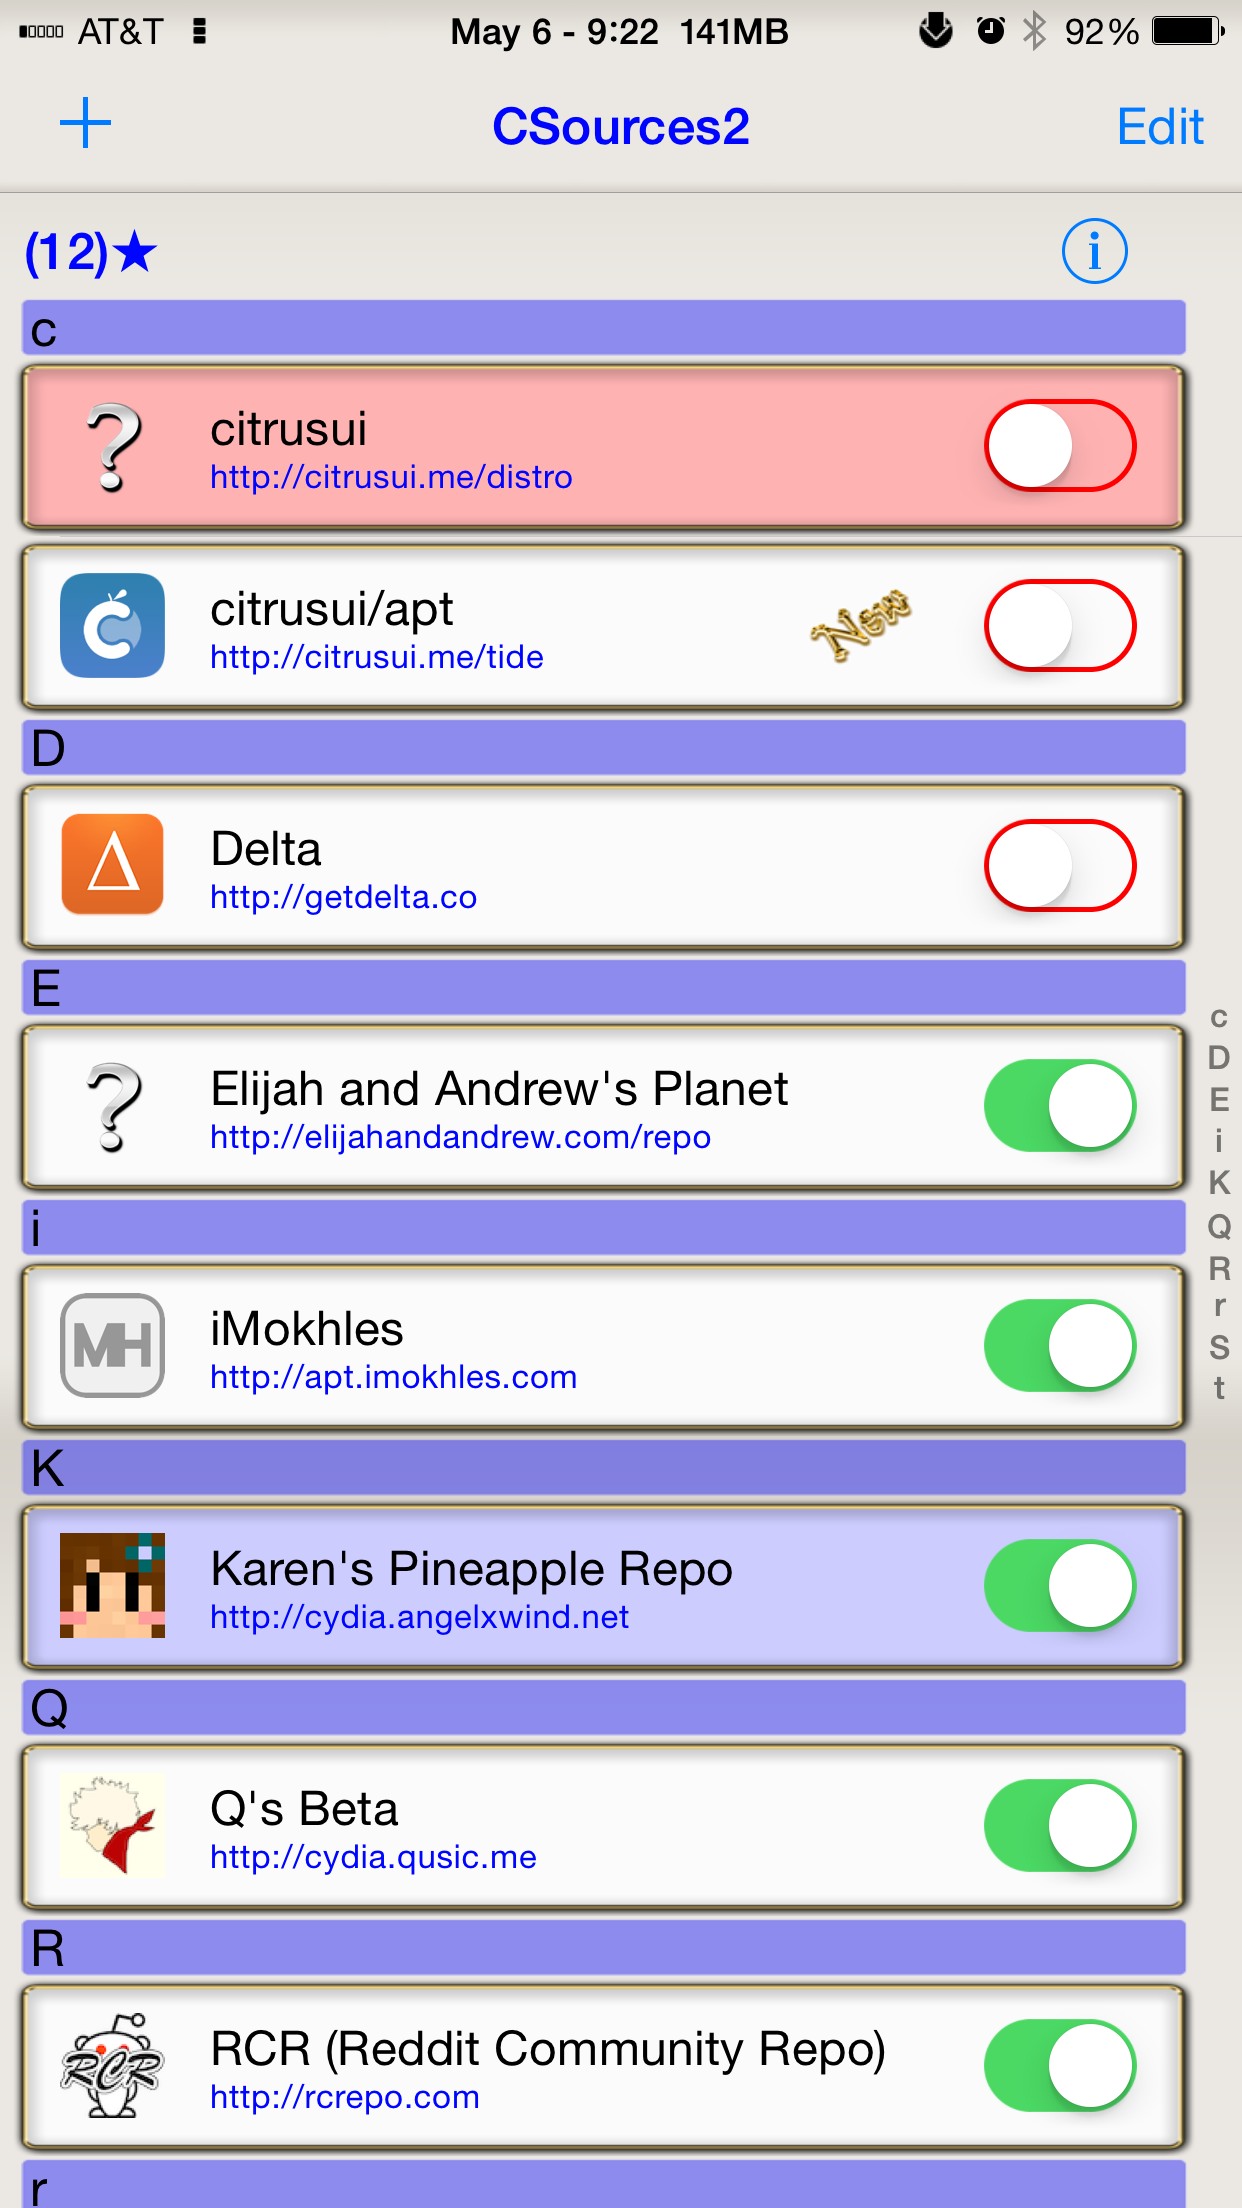 AT&T
May 6 - 9:22 141MB
92%
CSources2
Edit
(12)★
i
c
citrusui
http://citrusui.me/distro
citrusui/apt
http://citrusui.me/tide
New
D
Delta
http://getdelta.co
E
Elijah and Andrew's Planet
http://elijahandandrew.com/repo
i
MH
iMokhles
http://apt.imokhles.com
K
Karen's Pineapple Repo
http://cydia.angelxwind.net
Q
Q's Beta
http://cydia.qusic.me
R
RCR
RCR (Reddit Community Repo)
http://rcrepo.com
r
c
D
E
i
K
Q
R
r
S
t